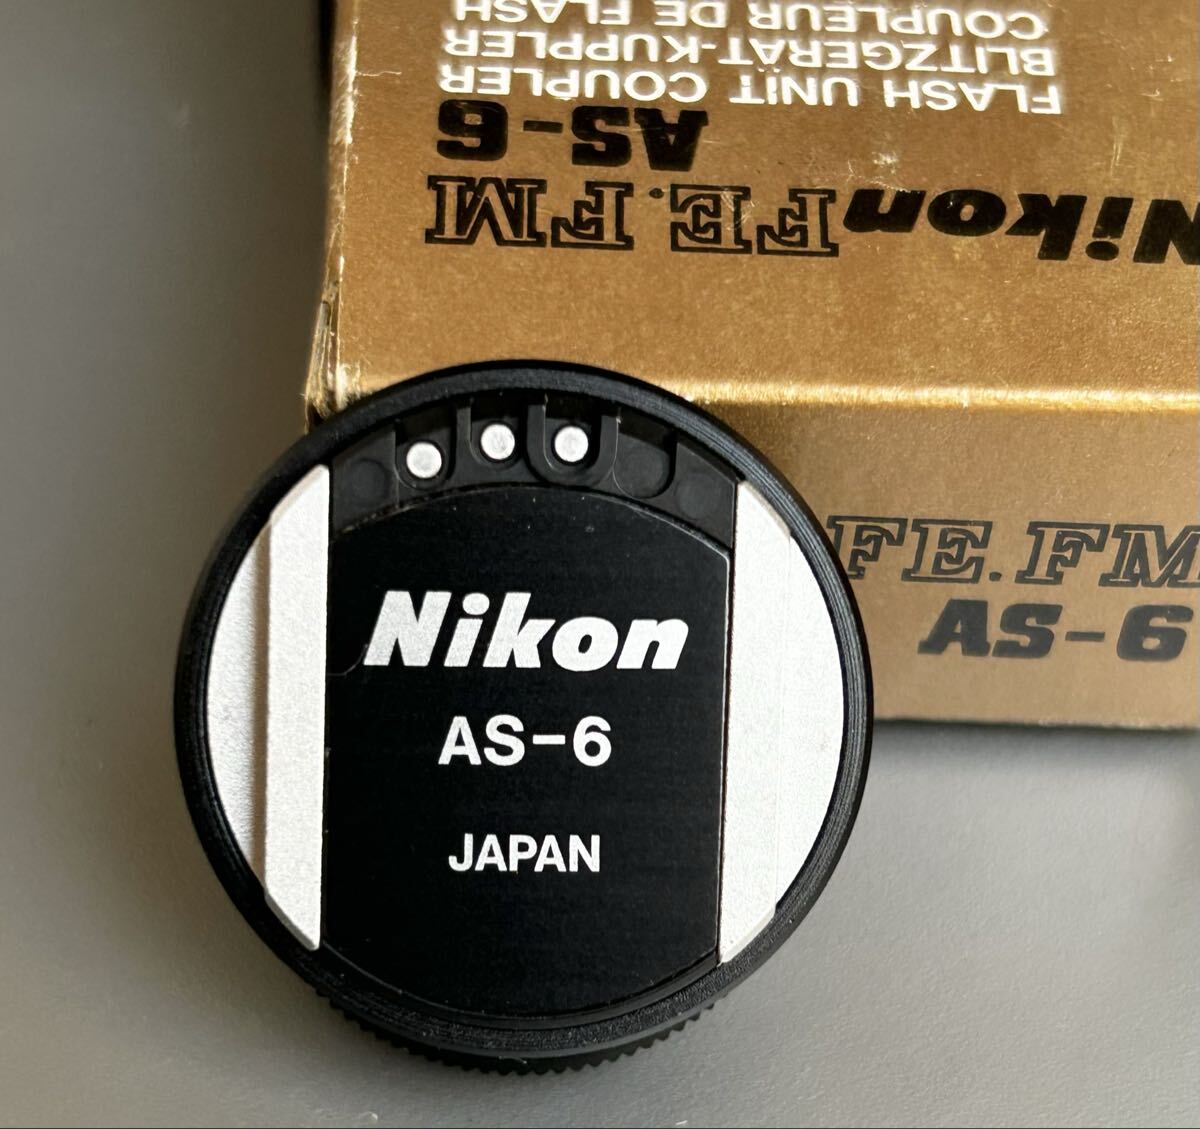 Nikon FE.FM
AS-6
FLASH UNIT COUPLER
BLITZGERÄT-KUPPLER
COUPLEUR DE FLASH
FE.FM
AS-6
Nikon
AS-6
JAPAN